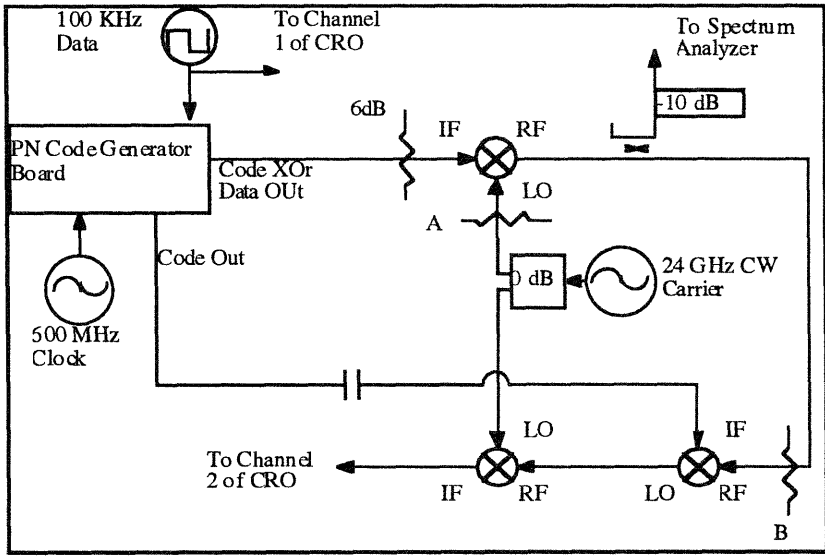 100 KHz
Data
To Channel
1 of CRO
To Spectrum
Analyzer
-10 dB
6dB
IF
RF
PN Code Generator
Board
Code XOr
Data OUt
LO
A
Code Out
0 dB
24 GHz CW
Carrier
500 MHz
Clock
LO
IF
To Channel
2 of CRO
IF
RF
LO
RF
B